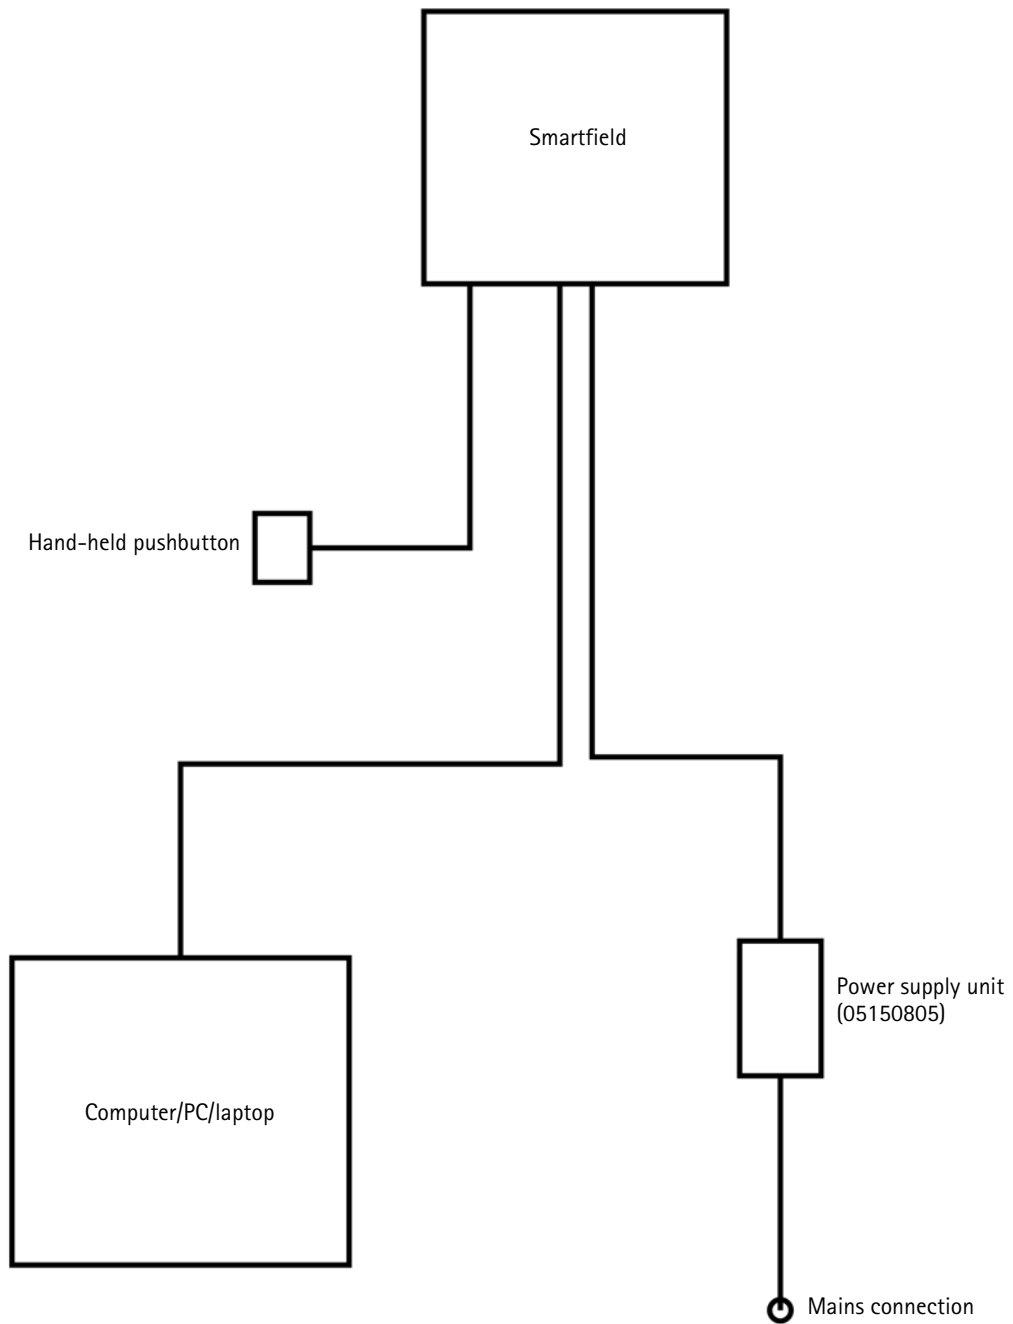 Smartfield
Hand-held pushbutton
Power supply unit
(05150805)
Computer/PC/laptop
Mains connection